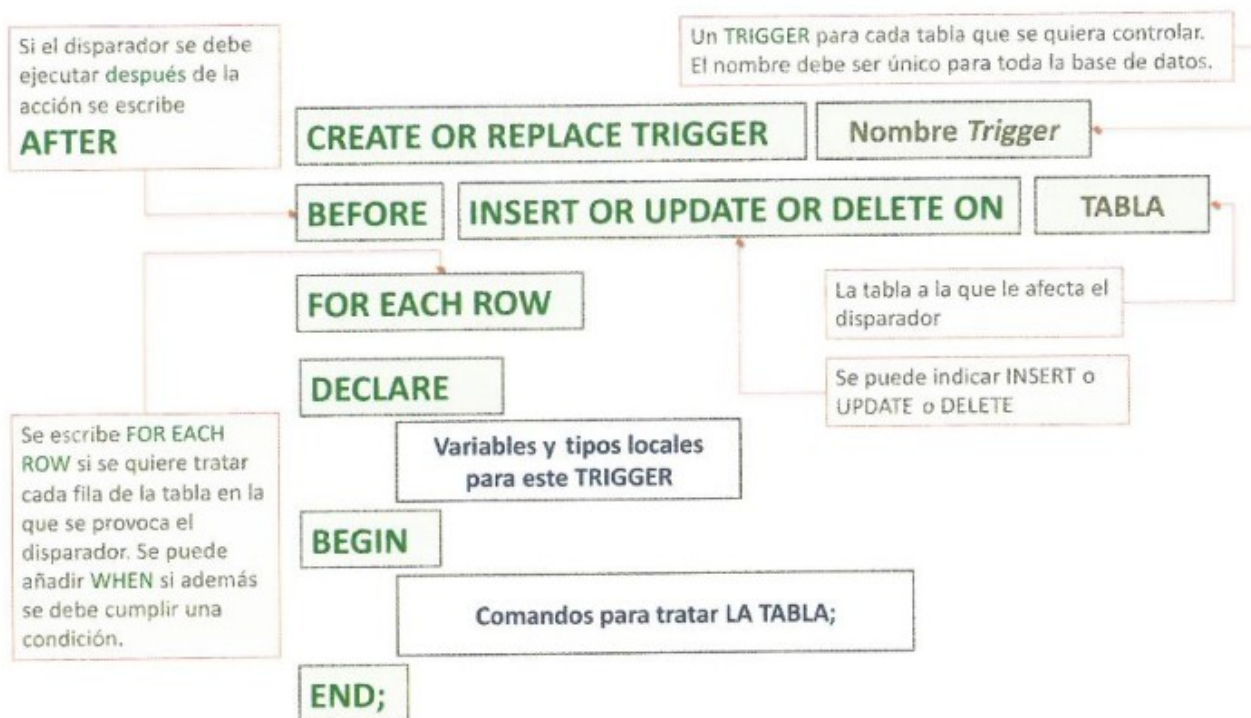 Si el disparador se debe
ejecutar después de la
acción se escribe
AFTER
Un TRIGGER para cada tabla que se quiera controlar.
El nombre debe ser único para toda la base de datos.
CREATE OR REPLACE TRIGGER
Nombre Trigger
BEFORE
INSERT OR UPDATE OR DELETE ON
TABLA
FOR EACH ROW
La tabla a la que le afecta el
disparador
DECLARE
Se puede indicar INSERT o
UPDATE o DELETE
Se escribe FOR EACH
ROW si se quiere tratar
cada fila de la tabla en la
que se provoca el
disparador. Se puede
añadir WHEN si además
se debe cumplir una
condición.
Variables y tipos locales
para este TRIGGER
BEGIN
Comandos para tratar LA TABLA;
END;